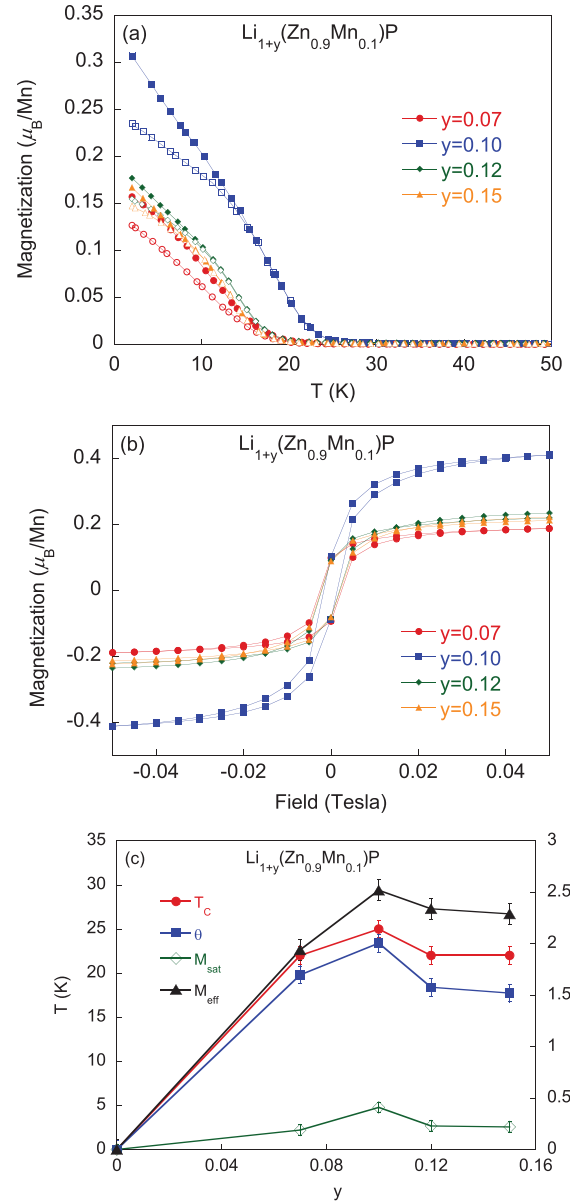 (a) Li1+y(Zn0.9Mn0.1)P
0.35
0.3
0.25
0.2
0.15
0.1
0.05
0
Magnetization (μB/Mn)
y=0.07
y=0.10
y=0.12
y=0.15
0 10 20 30 40 50
T (K)
(b) Li1+y(Zn0.9Mn0.1)P
0.4
0.2
0
-0.2
-0.4
Magnetization (μB/Mn)
y=0.07
y=0.10
y=0.12
y=0.15
-0.04 -0.02 0 0.02 0.04
Field (Tesla)
(c) Li1+y(Zn0.9Mn0.1)P
35
30
25
20
15
10
5
0
T (K)
TC
θ
Msat
Meff
3
2.5
2
1.5
1
0.5
0
0 0.04 0.08 0.12 0.16
y